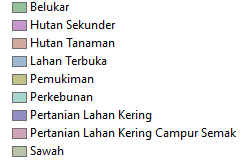 Belukar
Hutan Sekunder
Hutan Tanaman
Lahan Terbuka
Pemukiman
Perkebunan
Pertanian Lahan Kering
Pertanian Lahan Kering Campur Semak
Sawah